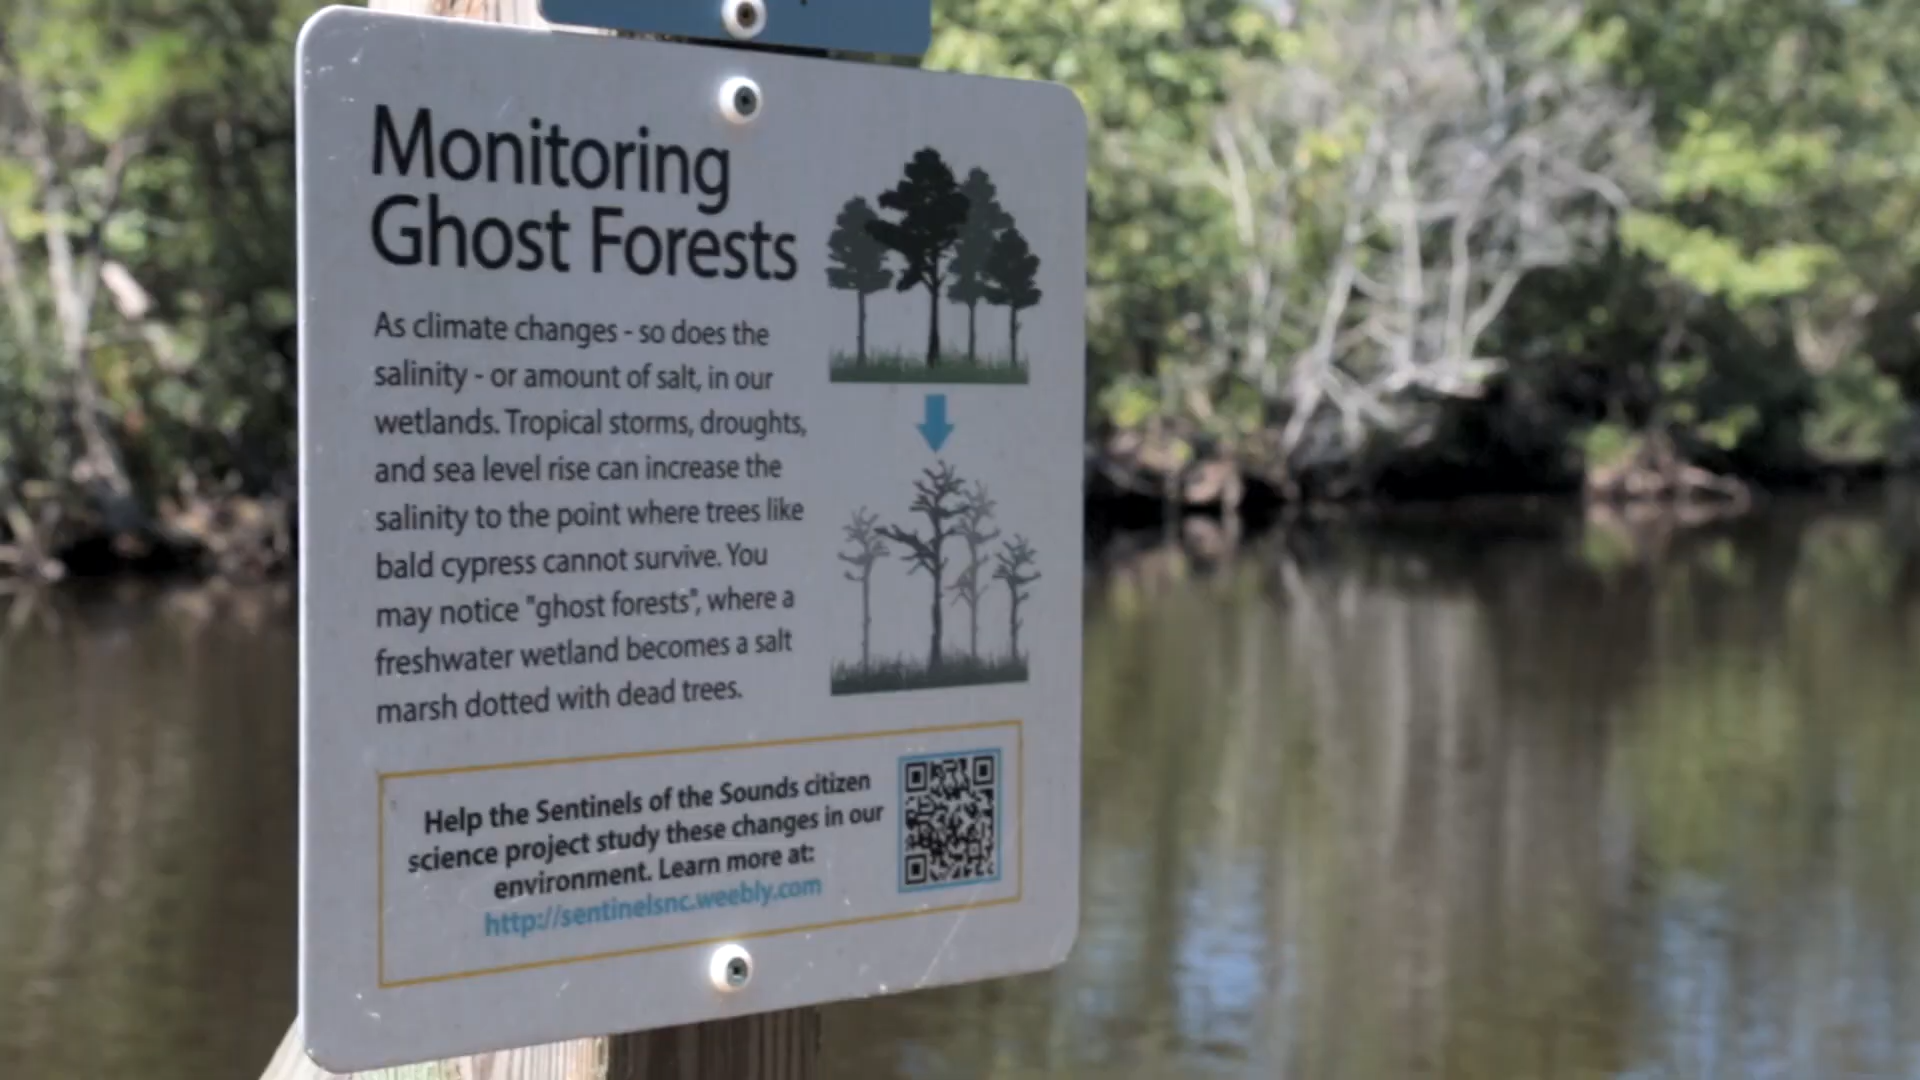 Monitoring
Ghost Forests
As climate changes - so does the
salinity - or amount of salt, in our
wetlands. Tropical storms, droughts,
and sea level rise can increase the
salinity to the point where trees like
bald cypress cannot survive. You
may notice "ghost forests", where a
freshwater wetland becomes a salt
marsh dotted with dead trees.
Help the Sentinels of the Sounds citizen
science project study these changes in our
environment. Learn more at:
http://sentinelsnc.weebly.com